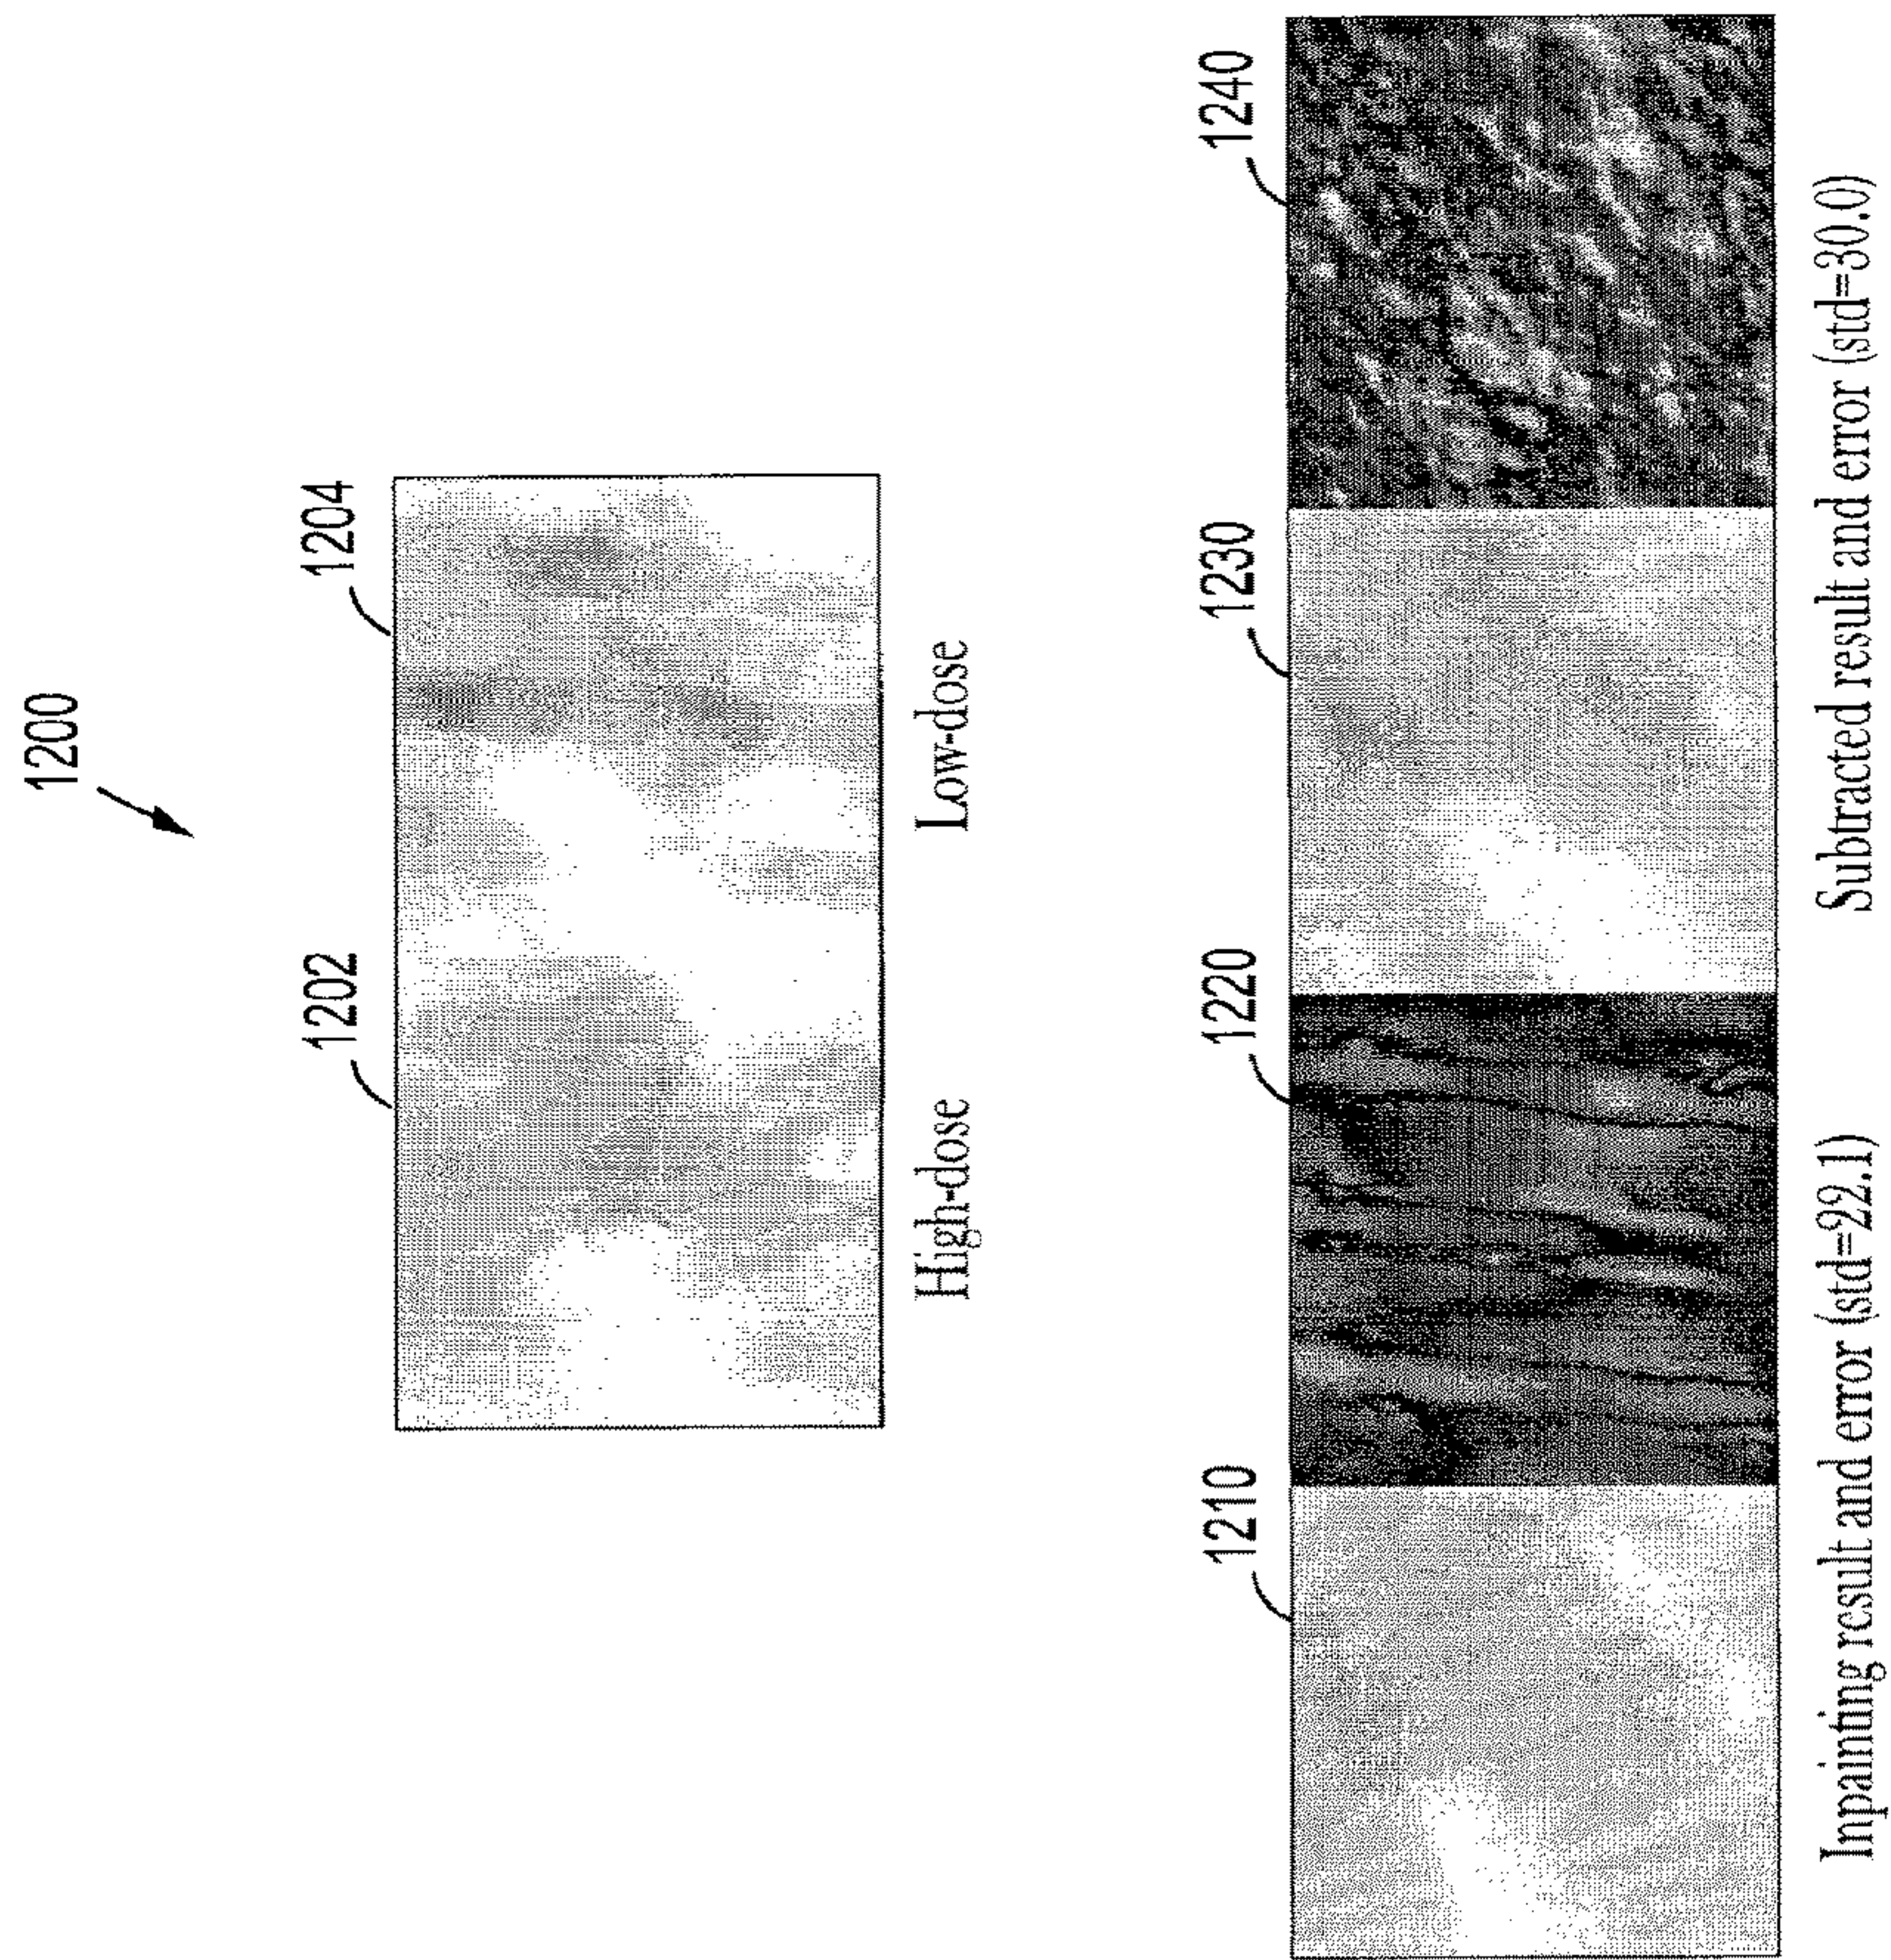 1200
1202
1204
High-dose
Low-dose
1210
1220
1230
1240
Inpainting result and error (std=22.1)
Subtracted result and error (std=30.0)